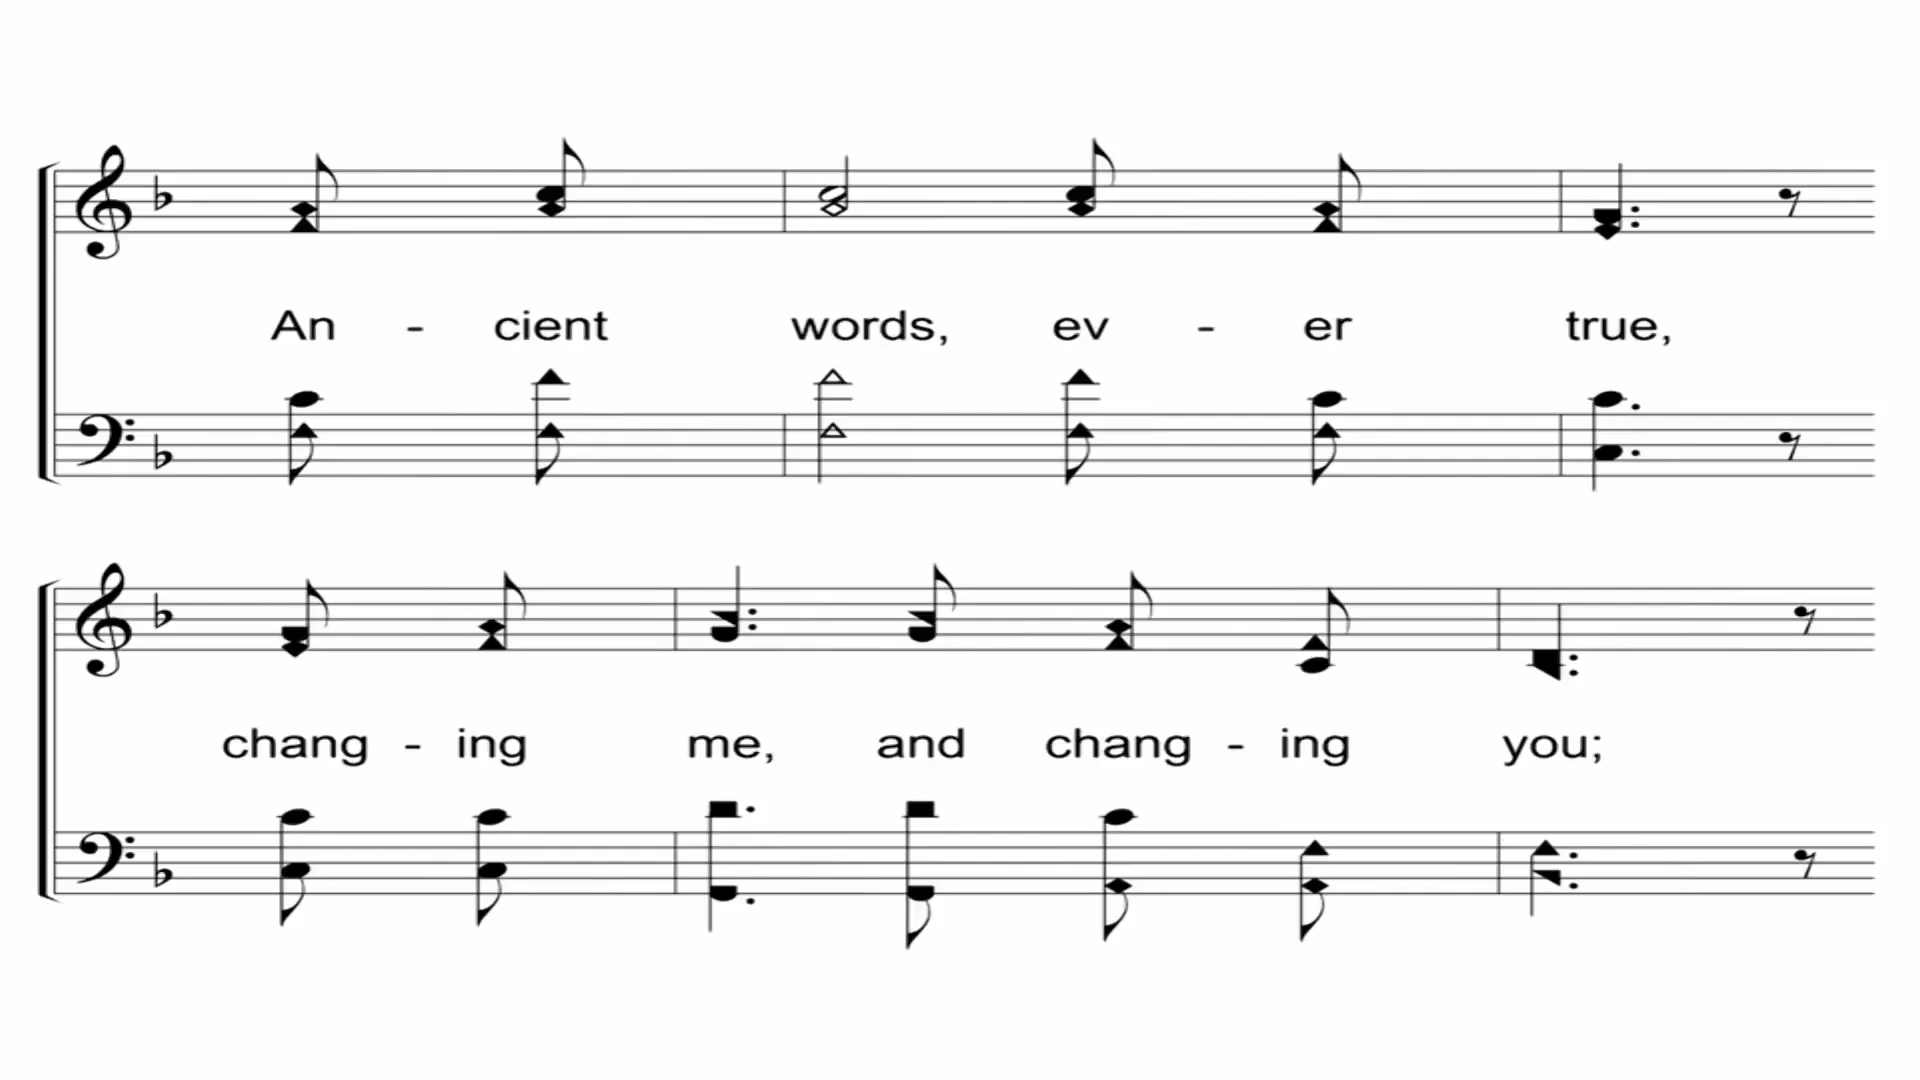 An - cient words, ev - er true,
chang - ing me, and chang - ing you;